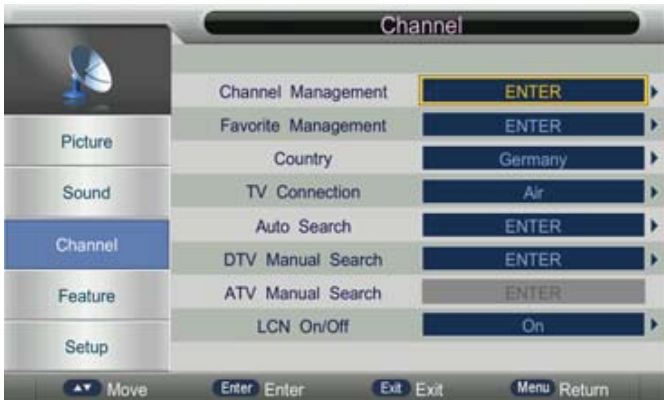 Channel
Channel Management ENTER
Favorite Management ENTER
Picture
Country Germany
Sound
TV Connection Air
Auto Search ENTER
Channel
DTV Manual Search ENTER
Feature
ATV Manual Search ENTER
LCN On/Off On
Setup
Move Enter Enter Exit Exit Menu Return